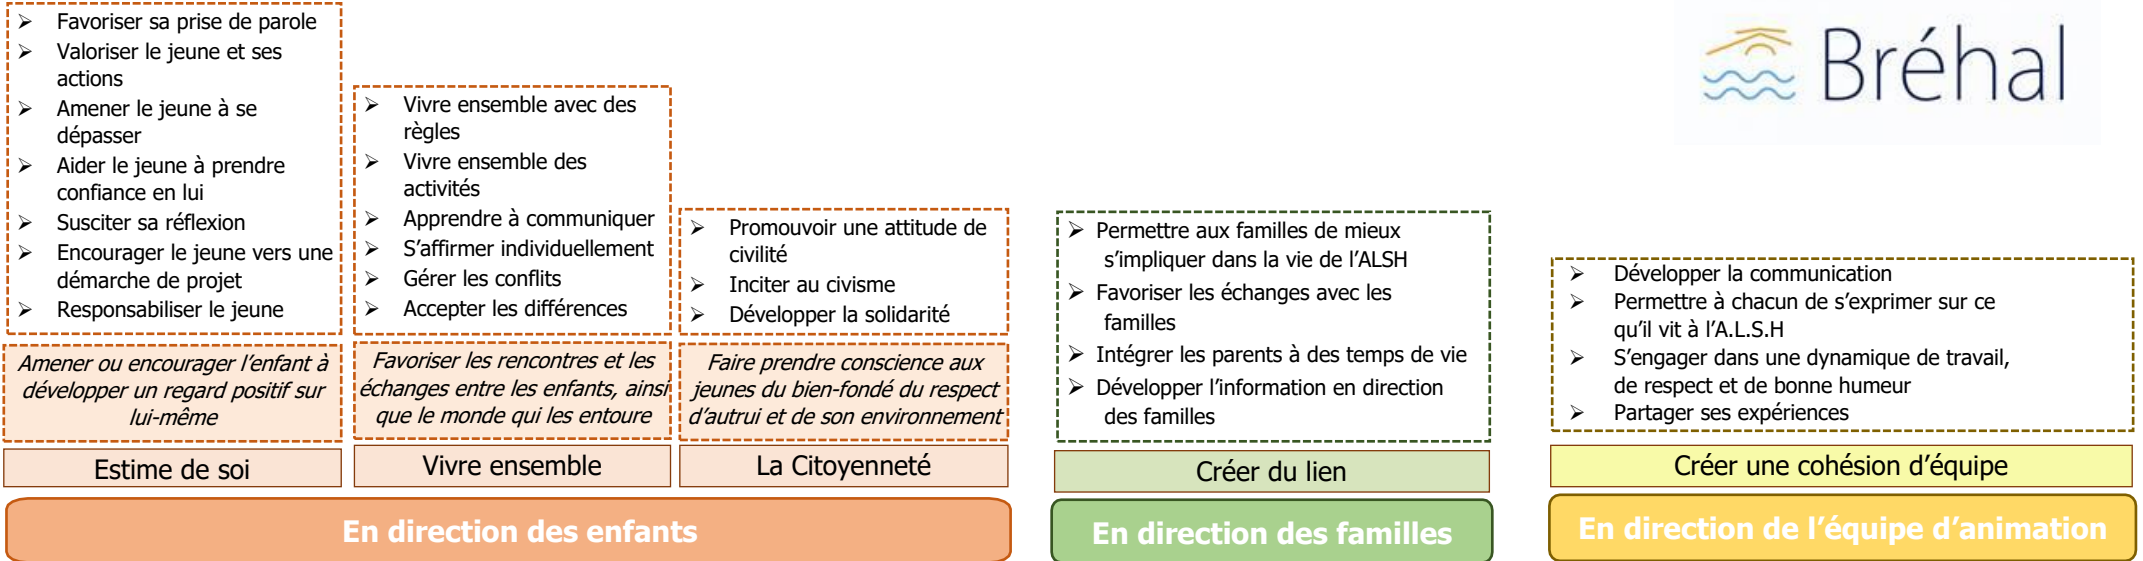 ➢ Favoriser sa prise de parole
➢ Valoriser le jeune et ses
actions
➢ Amener le jeune à se
dépasser
➢ Aider le jeune à prendre
confiance en lui
➢ Susciter sa réflexion
➢ Encourager le jeune vers une
démarche de projet
➢ Responsabiliser le jeune
Amener ou encourager l'enfant à
développer un regard positif sur
lui-même
Estime de soi
➢ Vivre ensemble avec des
règles
➢ Vivre ensemble des
activités
➢ Apprendre à communiquer
➢ S'affirmer individuellement
➢ Gérer les conflits
➢ Accepter les différences
Favoriser les rencontres et les
échanges entre les enfants, ainsi
que le monde qui les entoure
Vivre ensemble
➢ Promouvoir une attitude de
civilité
➢ Inciter au civisme
➢ Développer la solidarité
Faire prendre conscience aux
jeunes du bien-fondé du respect
d'autrui et de son environnement
La Citoyenneté
En direction des enfants
➢ Permettre aux familles de mieux
s'impliquer dans la vie de l'ALSH
➢ Favoriser les échanges avec les
familles
➢ Intégrer les parents à des temps de vie
➢ Développer l'information en direction
des familles
Créer du lien
En direction des familles
Bréhal
➢ Développer la communication
➢ Permettre à chacun de s'exprimer sur ce
qu'il vit à l'A.L.S.H
➢ S'engager dans une dynamique de travail,
de respect et de bonne humeur
➢ Partager ses expériences
Créer une cohésion d'équipe
En direction de l'équipe d'animation